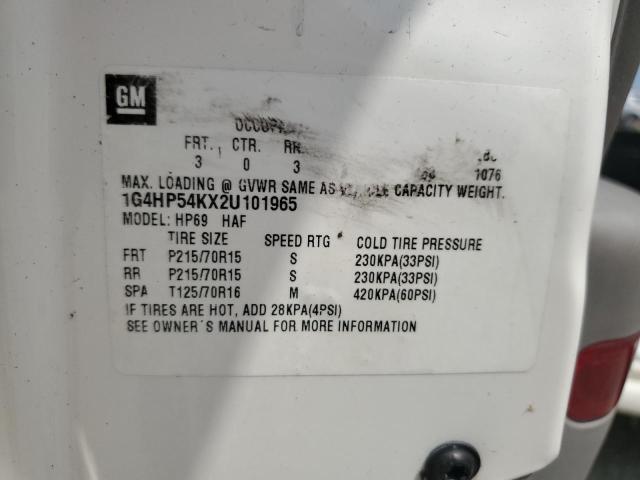 GM
FRT. CTR. RR.
3 0 3 1076
MAX. LOADING @ GVWR SAME AS VEHICLE CAPACITY WEIGHT.
1G4HP54KX2U101965
MODEL: HP69 HAF
TIRE SIZE SPEED RTG COLD TIRE PRESSURE
FRT P215/70R15 S 230KPA(33PSI)
RR P215/70R15 S 230KPA(33PSI)
SPA T125/70R16 M 420KPA(60PSI)
IF TIRES ARE HOT, ADD 28KPA(4PSI)
SEE OWNER'S MANUAL FOR MORE INFORMATION